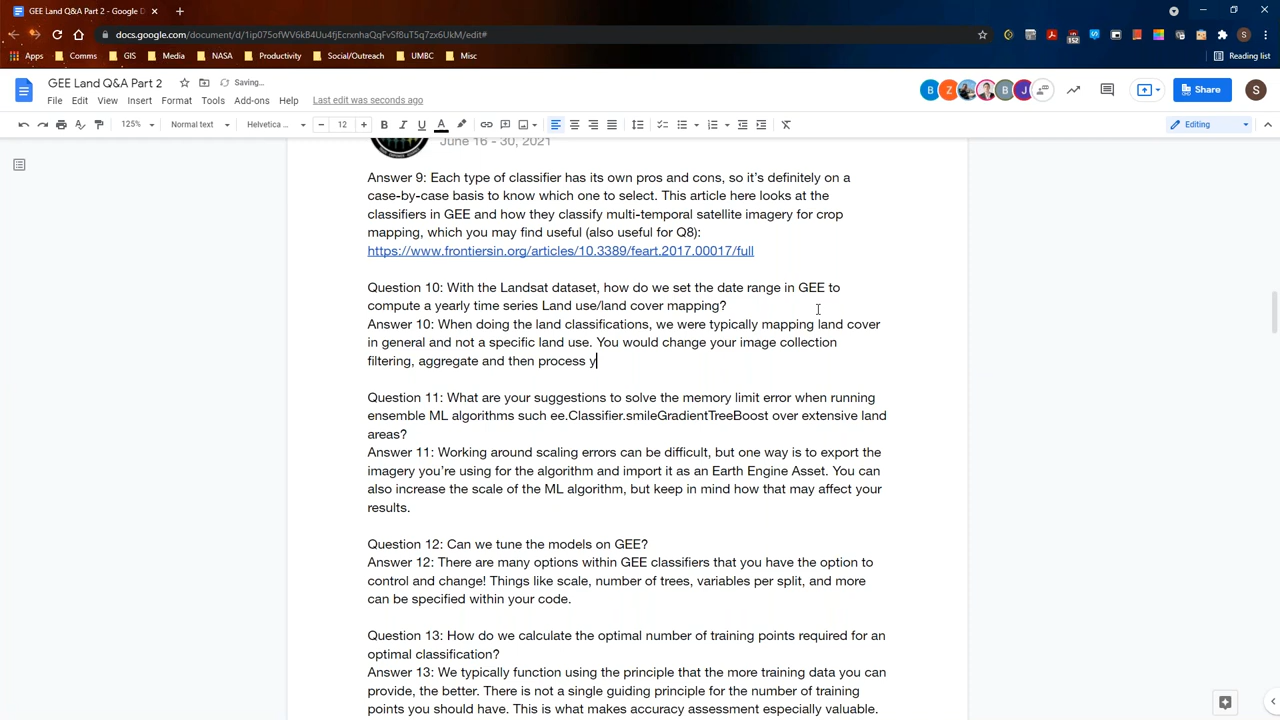 GEE Land Q&A Part 2 - Google D
docs.google.com/document/d/1ip075ofWV6kB4Uu4fjEcrxnhaQqFvSf8uT5q7zx6UkM/edit#
Apps Comms GIS Media NASA Productivity Social/Outreach UMBC Misc Reading list
GEE Land Q&A Part 2 Saving...
File Edit View Insert Format Tools Add-ons Help Last edit was seconds ago
B Z B J Share S
125% Normal text Helvetica ... 12 Editing
June 16 - 30, 2021
Answer 9: Each type of classifier has its own pros and cons, so it's definitely on a
case-by-case basis to know which one to select. This article here looks at the
classifiers in GEE and how they classify multi-temporal satellite imagery for crop
mapping, which you may find useful (also useful for Q8):
https://www.frontiersin.org/articles/10.3389/feart.2017.00017/full
Question 10: With the Landsat dataset, how do we set the date range in GEE to
compute a yearly time series Land use/land cover mapping?
Answer 10: When doing the land classifications, we were typically mapping land cover
in general and not a specific land use. You would change your image collection
filtering, aggregate and then process y
Question 11: What are your suggestions to solve the memory limit error when running
ensemble ML algorithms such ee.Classifier.smileGradientTreeBoost over extensive land
areas?
Answer 11: Working around scaling errors can be difficult, but one way is to export the
imagery you're using for the algorithm and import it as an Earth Engine Asset. You can
also increase the scale of the ML algorithm, but keep in mind how that may affect your
results.
Question 12: Can we tune the models on GEE?
Answer 12: There are many options within GEE classifiers that you have the option to
control and change! Things like scale, number of trees, variables per split, and more
can be specified within your code.
Question 13: How do we calculate the optimal number of training points required for an
optimal classification?
Answer 13: We typically function using the principle that the more training data you can
provide, the better. There is not a single guiding principle for the number of training
points you should have. This is what makes accuracy assessment especially valuable.